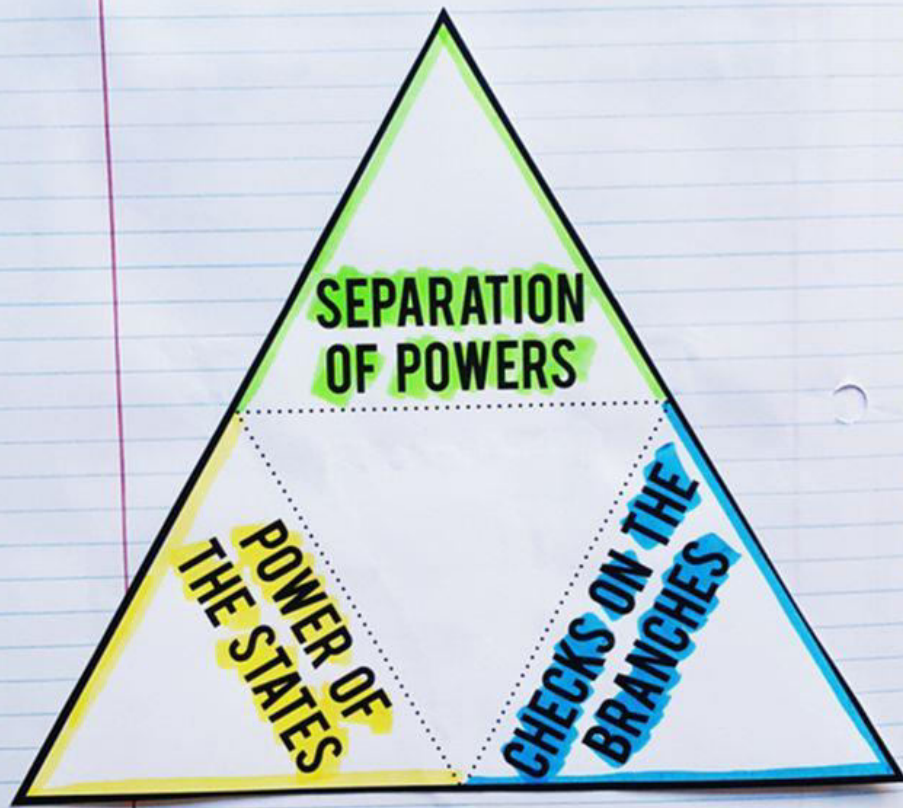 SEPARATION
OF POWERS
POWER OF
THE STATES
CHECKS ON THE
BRANCHES